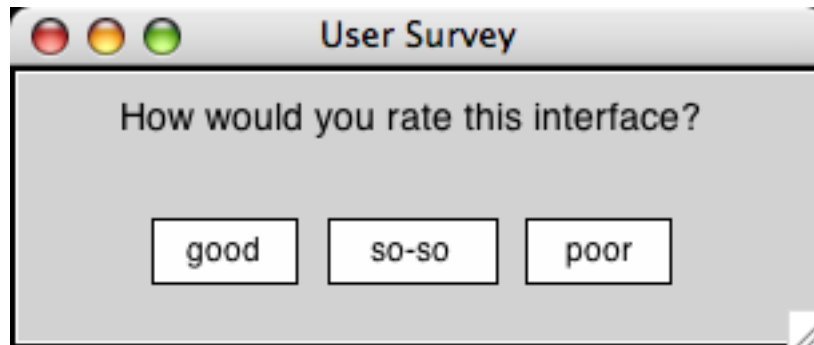 User Survey
How would you rate this interface?
good so-so poor